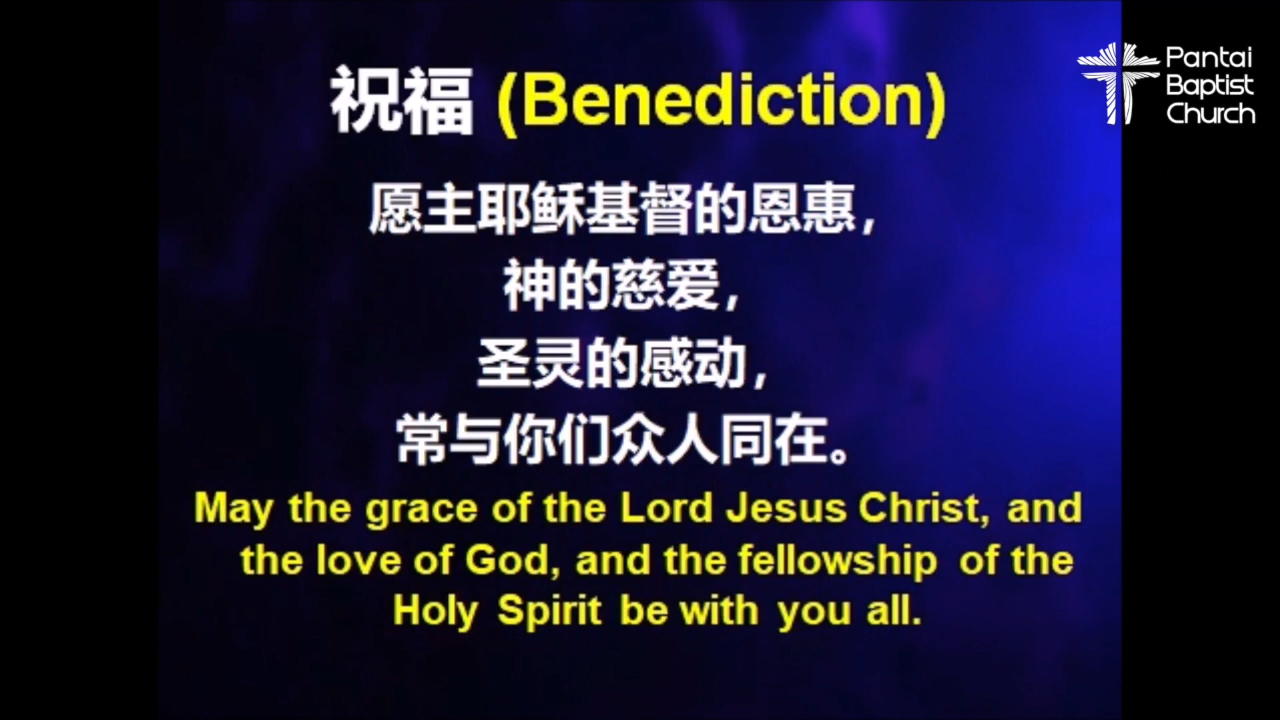 祝福 (Benediction)
愿主耶稣基督的恩惠，
神的慈爱，
圣灵的感动，
常与你们众人同在。
May the grace of the Lord Jesus Christ, and
the love of God, and the fellowship of the
Holy Spirit be with you all.
Pantai
Baptist
Church